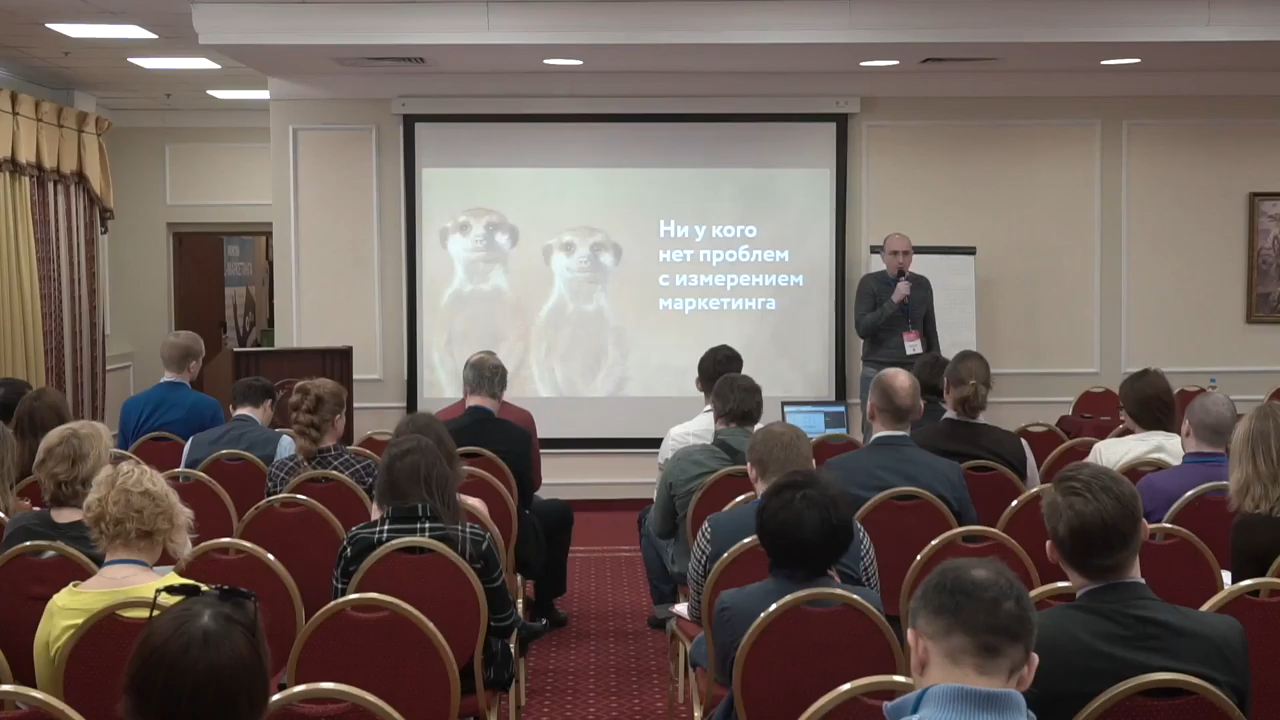 Ни у кого
нет проблем
с измерением
маркетинга